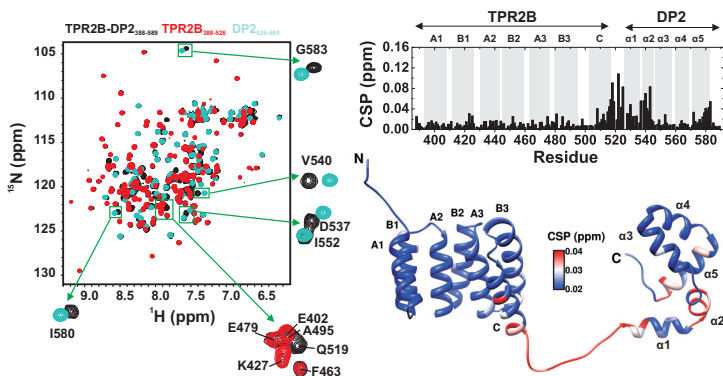 TPR2B-DP2388-589 TPR2B388-526 DP2525-589
105
110
115
120
125
130
15N (ppm)
9.0 8.5 8.0 7.5 7.0 6.5
1H (ppm)
G583
V540
D537
I552
I580
E479
K427
E402
A495
Q519
F463
TPR2B DP2
A1 B1 A2 B2 A3 B3 C α1 α2 α3 α4 α5
0.16
0.12
0.08
0.04
0.00
CSP (ppm)
400 420 440 460 480 500 520 540 560 580
Residue
N
B1
A1
A2
B2
A3
B3
C
CSP (ppm)
0.04
0.03
0.02
α4
α3
C
α5
α2
α1